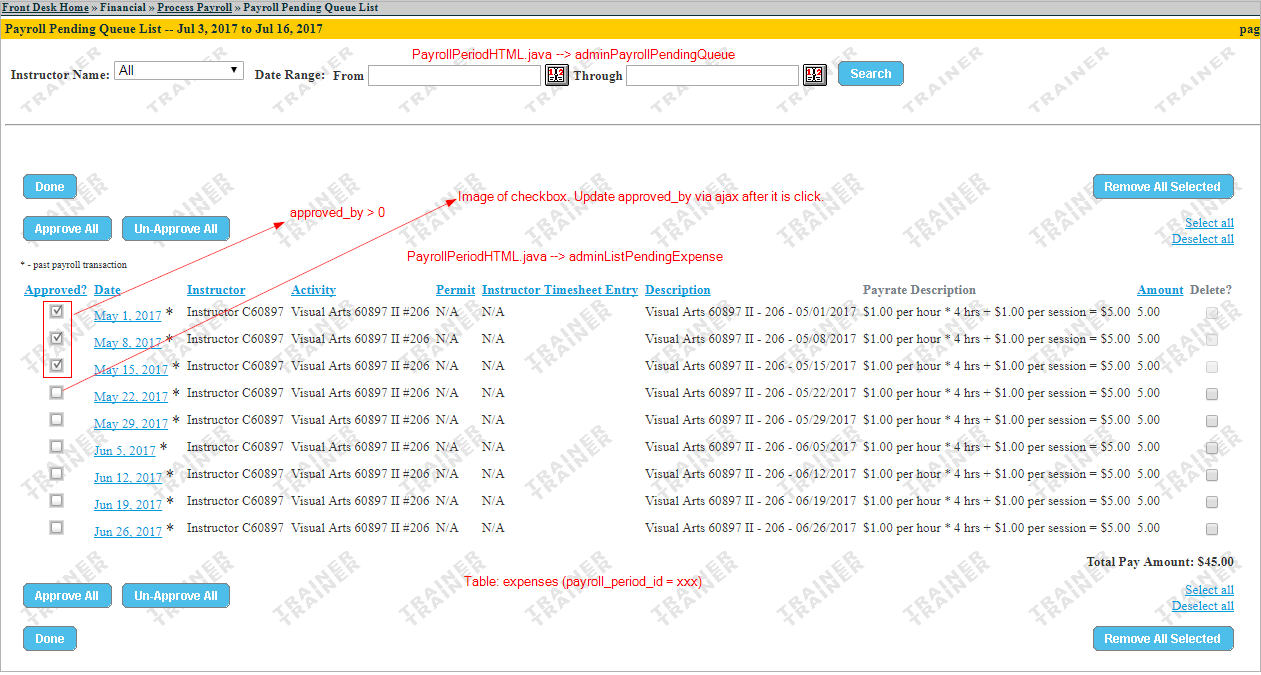 Front Desk Home » Financial » Process Payroll » Payroll Pending Queue List
Payroll Pending Queue List -- Jul 3, 2017 to Jul 16, 2017 pag
PayrollPeriodHTML.java --> adminPayrollPendingQueue
Instructor Name: All Date Range: From Through Search
Done Remove All Selected
Image of checkbox. Update approved_by via ajax after it is click.
approved_by > 0
Approve All Un-Approve All Select all
Deselect all
PayrollPeriodHTML.java --> adminListPendingExpense
* - past payroll transaction
Approved? Date Instructor Activity Permit Instructor Timesheet Entry Description Payrate Description Amount Delete?
May 1, 2017 * Instructor C60897 Visual Arts 60897 II #206 N/A N/A Visual Arts 60897 II - 206 - 05/01/2017 $1.00 per hour * 4 hrs + $1.00 per session = $5.00 5.00
May 8, 2017 * Instructor C60897 Visual Arts 60897 II #206 N/A N/A Visual Arts 60897 II - 206 - 05/08/2017 $1.00 per hour * 4 hrs + $1.00 per session = $5.00 5.00
May 15, 2017 * Instructor C60897 Visual Arts 60897 II #206 N/A N/A Visual Arts 60897 II - 206 - 05/15/2017 $1.00 per hour * 4 hrs + $1.00 per session = $5.00 5.00
May 22, 2017 * Instructor C60897 Visual Arts 60897 II #206 N/A N/A Visual Arts 60897 II - 206 - 05/22/2017 $1.00 per hour * 4 hrs + $1.00 per session = $5.00 5.00
May 29, 2017 * Instructor C60897 Visual Arts 60897 II #206 N/A N/A Visual Arts 60897 II - 206 - 05/29/2017 $1.00 per hour * 4 hrs + $1.00 per session = $5.00 5.00
Jun 5, 2017 * Instructor C60897 Visual Arts 60897 II #206 N/A N/A Visual Arts 60897 II - 206 - 06/05/2017 $1.00 per hour * 4 hrs + $1.00 per session = $5.00 5.00
Jun 12, 2017 * Instructor C60897 Visual Arts 60897 II #206 N/A N/A Visual Arts 60897 II - 206 - 06/12/2017 $1.00 per hour * 4 hrs + $1.00 per session = $5.00 5.00
Jun 19, 2017 * Instructor C60897 Visual Arts 60897 II #206 N/A N/A Visual Arts 60897 II - 206 - 06/19/2017 $1.00 per hour * 4 hrs + $1.00 per session = $5.00 5.00
Jun 26, 2017 * Instructor C60897 Visual Arts 60897 II #206 N/A N/A Visual Arts 60897 II - 206 - 06/26/2017 $1.00 per hour * 4 hrs + $1.00 per session = $5.00 5.00
Total Pay Amount: $45.00
Table: expenses (payroll_period_id = xxx)
Approve All Un-Approve All Select all
Deselect all
Done Remove All Selected
TRAINER